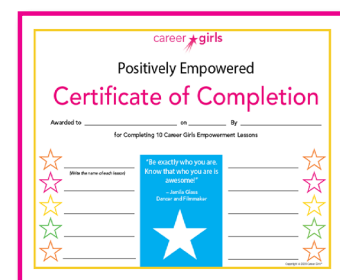 career girls
Positively Empowered
Certificate of Completion
Awarded to on By
for Completing 10 Career Girls Empowerment Lessons
(Write the name of each lesson)
"Be exactly who you are.
Know that who you are is
awesome!"
Dancer and Filmmaker